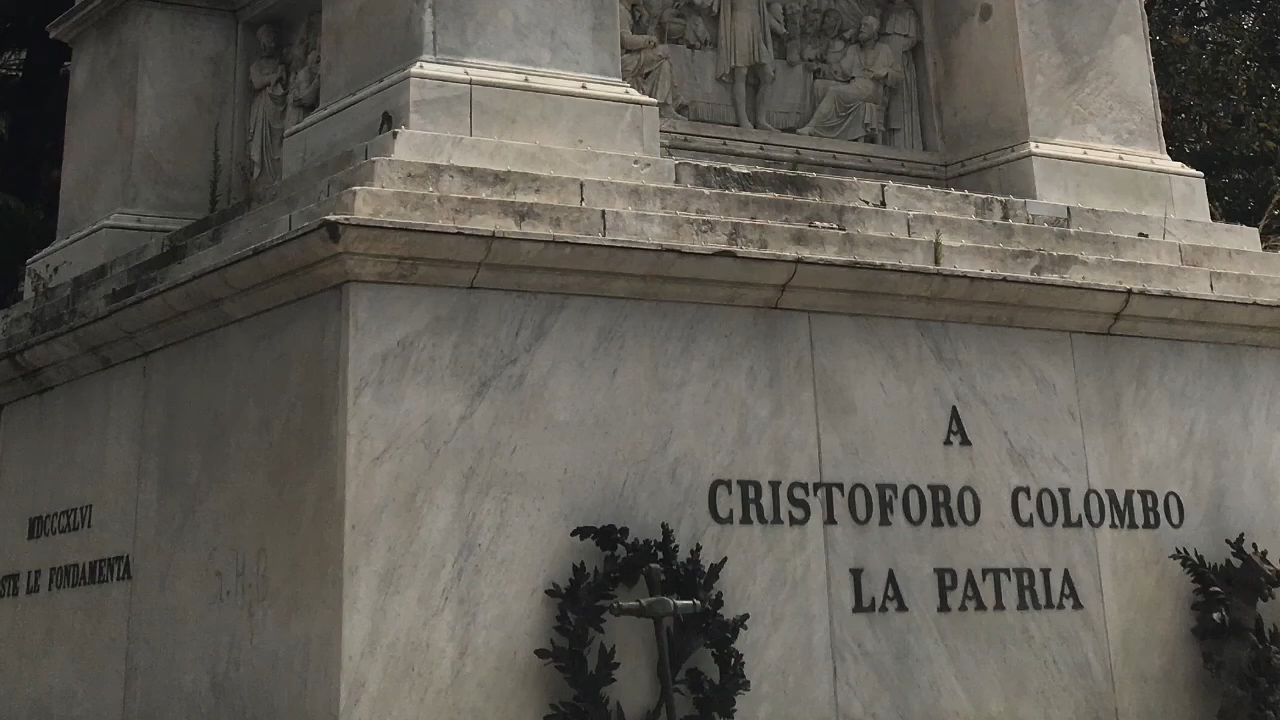 MDCCCXLVI
STE LE FONDAMENTA
A
CRISTOFORO COLOMBO
LA PATRIA